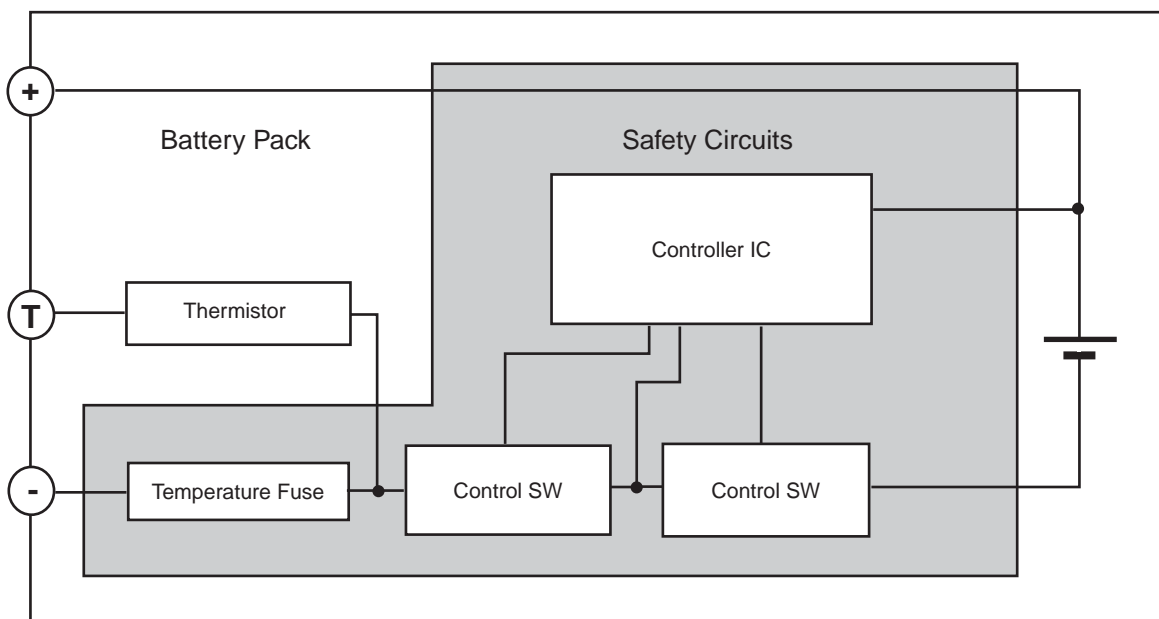 +
Battery Pack
Safety Circuits
Controller IC
T
Thermistor
-
Temperature Fuse
Control SW
Control SW